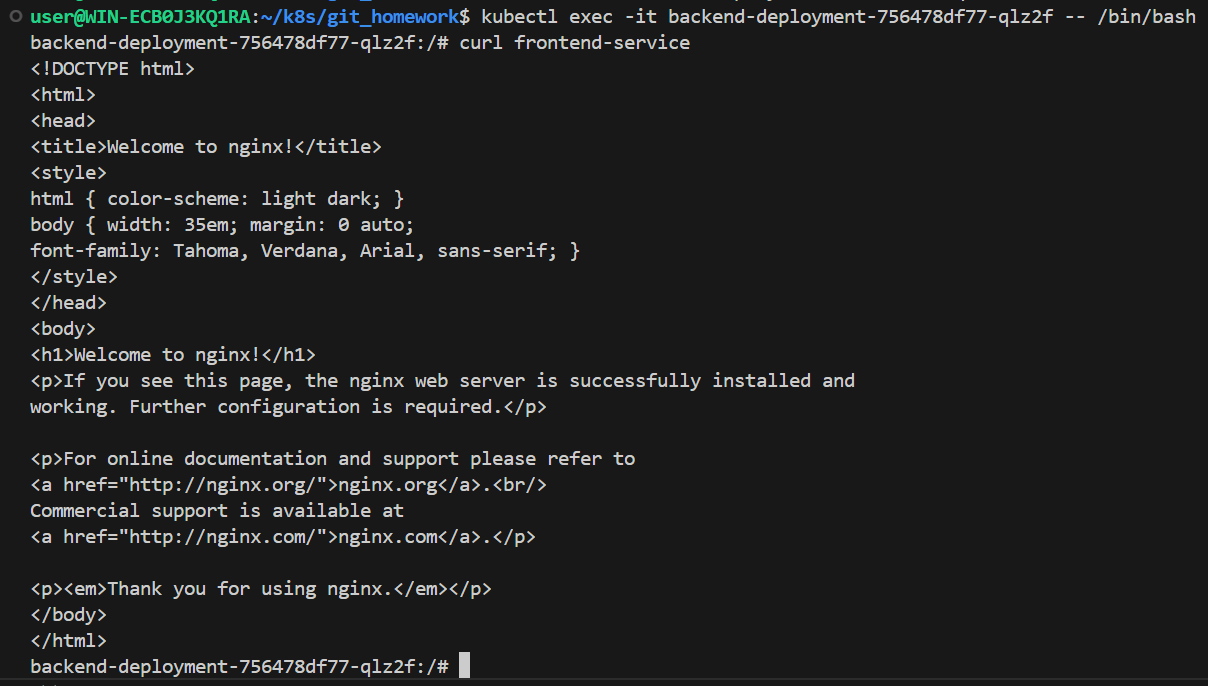 user@WIN-ECB0J3KQ1RA:~/k8s/git_homework$ kubectl exec -it backend-deployment-756478df77-qlz2f -- /bin/bash
backend-deployment-756478df77-qlz2f:/# curl frontend-service
<!DOCTYPE html>
<html>
<head>
<title>Welcome to nginx!</title>
<style>
html { color-scheme: light dark; }
body { width: 35em; margin: 0 auto;
font-family: Tahoma, Verdana, Arial, sans-serif; }
</style>
</head>
<body>
<h1>Welcome to nginx!</h1>
<p>If you see this page, the nginx web server is successfully installed and
working. Further configuration is required.</p>

<p>For online documentation and support please refer to
<a href="http://nginx.org/">nginx.org</a>.<br/>
Commercial support is available at
<a href="http://nginx.com/">nginx.com</a>.</p>

<p><em>Thank you for using nginx.</em></p>
</body>
</html>
backend-deployment-756478df77-qlz2f:/#